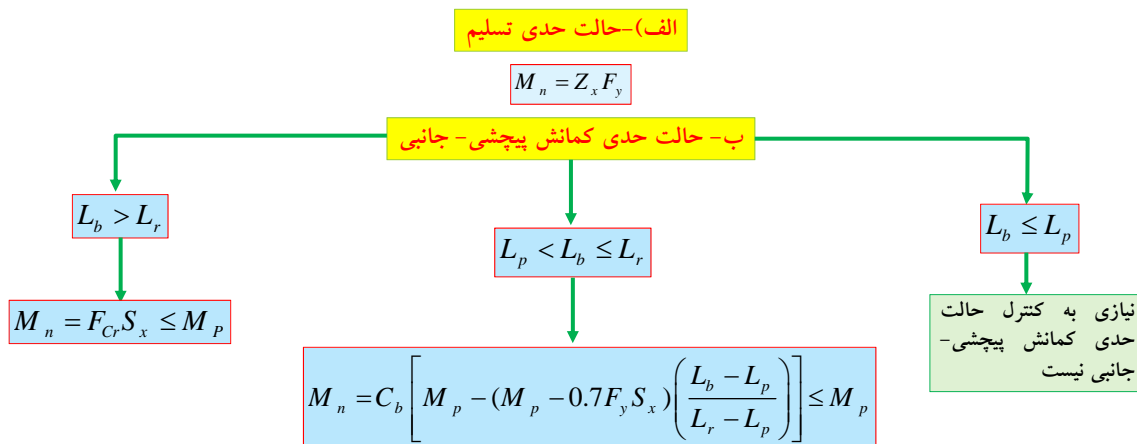 الف)-حالت حدی تسلیم
M_n = Z_x F_y
ب- حالت حدی کمانش پیچشی- جانبی
L_b ≤ L_p
نیازی به کنترل حالت
حدی کمانش پیچشی-
جانبی نیست
L_p < L_b ≤ L_r
M_n = C_b [ M_p − (M_p − 0.7F_y S_x) ( (L_b − L_p) / (L_r − L_p) ) ] ≤ M_p
L_b > L_r
M_n = F_{Cr} S_x ≤ M_P